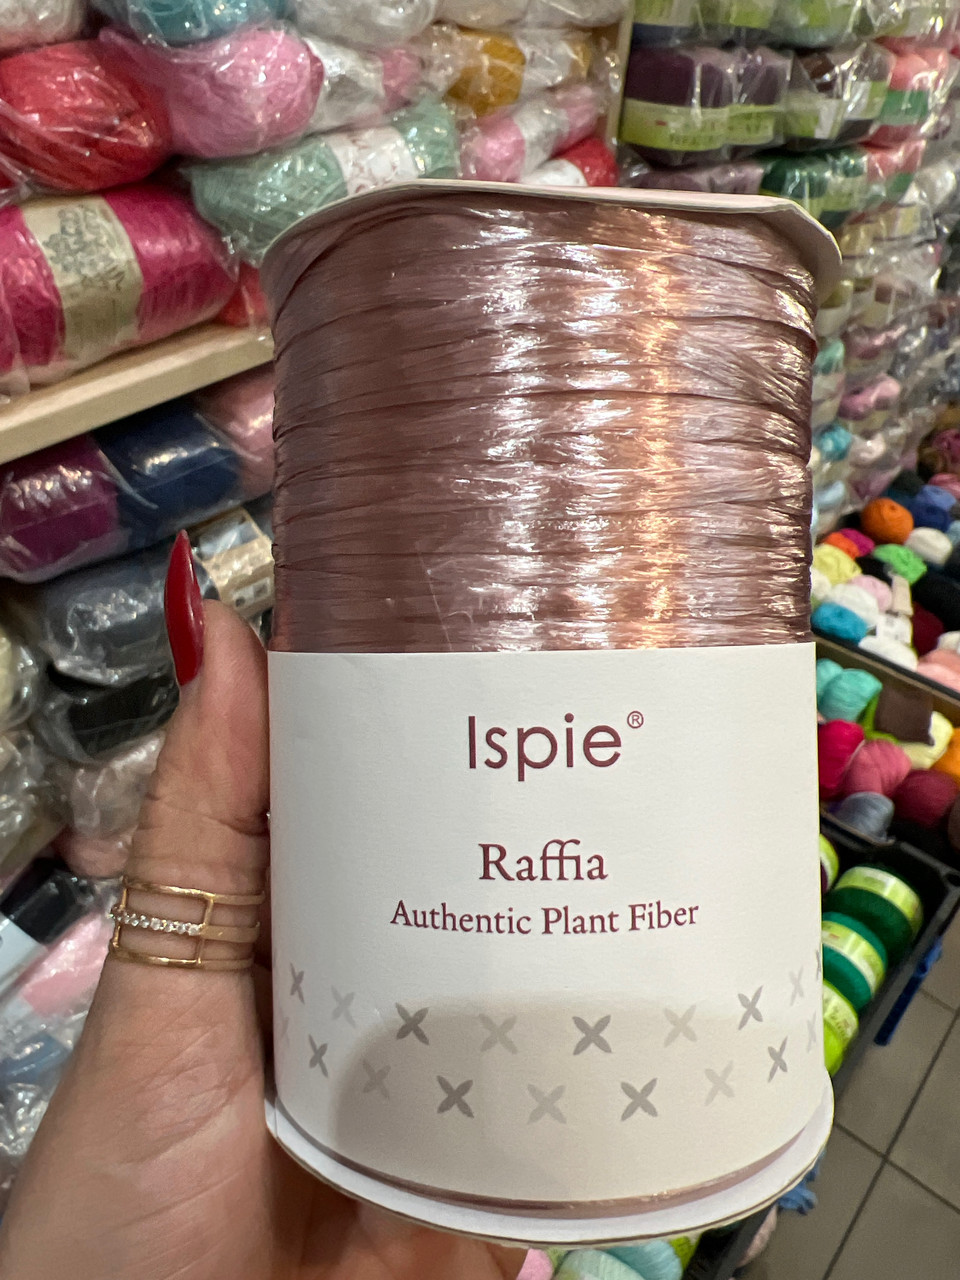 Ispie®
Raffia
Authentic Plant Fiber